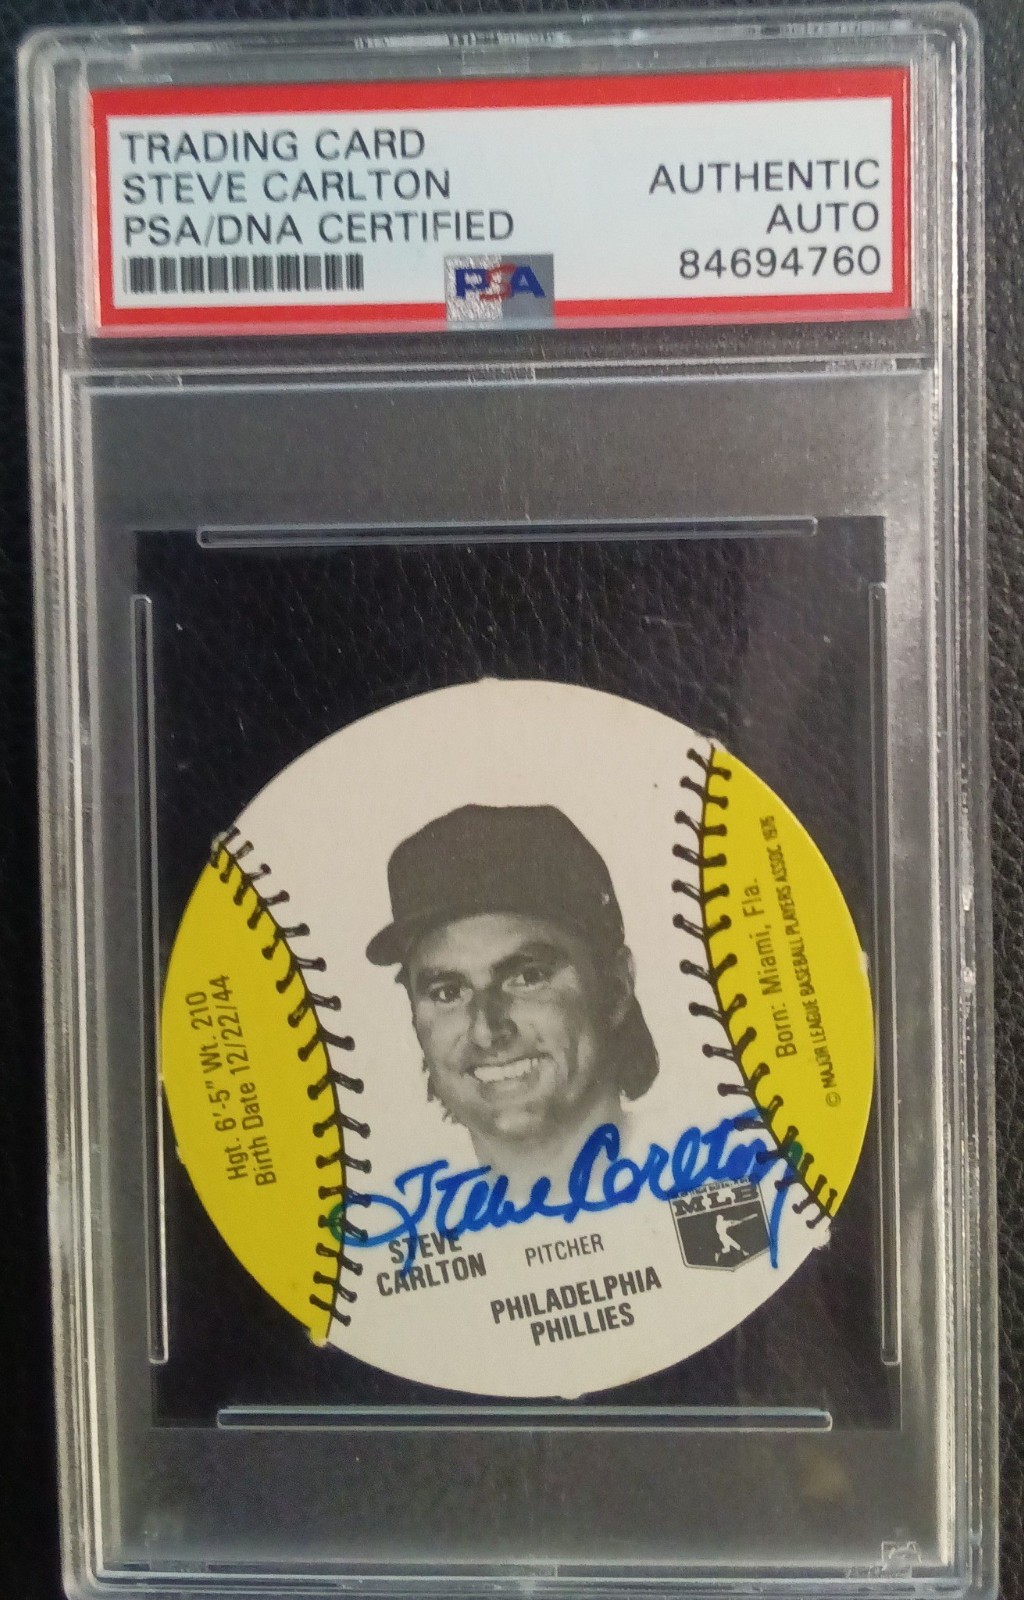 TRADING CARD
STEVE CARLTON
PSA/DNA CERTIFIED
AUTHENTIC
AUTO
84694760
PSA
Hgt. 6'-5" Wt. 210
Birth Date 12/22/44
Born: Miami, Fla.
© MAJOR LEAGUE BASEBALL PLAYERS ASSOC 1976
Steve Carlton
MLB
STEVE
CARLTON
PITCHER
PHILADELPHIA
PHILLIES